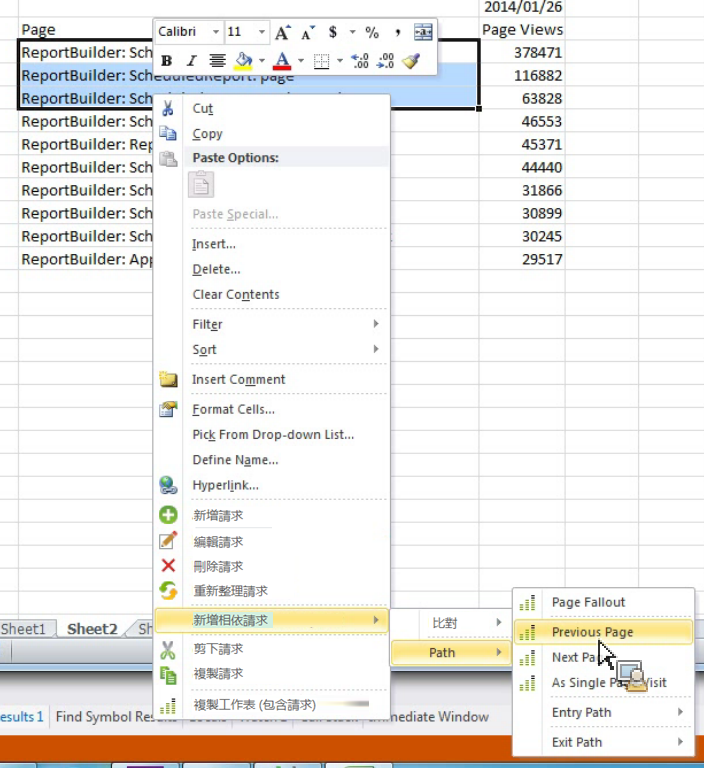 2014/01/26
Page Page Views
Calibri 11 A A $ % ,
B I A .0 .00 .00 .0
ReportBuilder: Sch 378471
ReportBuilder: ScheduledReport: page 116882
ReportBuilder: Sch 63828
ReportBuilder: Sch 46553
ReportBuilder: Rep 45371
ReportBuilder: Sch 44440
ReportBuilder: Sch 31866
ReportBuilder: Sch 30899
ReportBuilder: Sch 30245
ReportBuilder: App 29517
Cut
Copy
Paste Options:
Paste Special...
Insert...
Delete...
Clear Contents
Filter
Sort
Insert Comment
Format Cells...
Pick From Drop-down List...
Define Name...
Hyperlink...
新增請求
編輯請求
刪除請求
重新整理請求
新增相依請求
剪下請求
複製請求
複製工作表 (包含請求)
比對
Path
Page Fallout
Previous Page
Next Pa
As Single Pa Visit
Entry Path
Exit Path
Sheet1 Sheet2 Sh
esults 1 Find Symbol Results mmediate Window